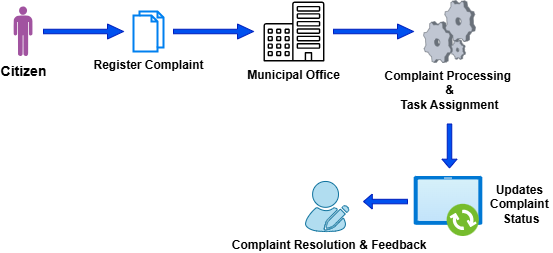 Citizen
Register Complaint
Municipal Office
Complaint Processing
&
Task Assignment
Updates
Complaint
Status
Complaint Resolution & Feedback